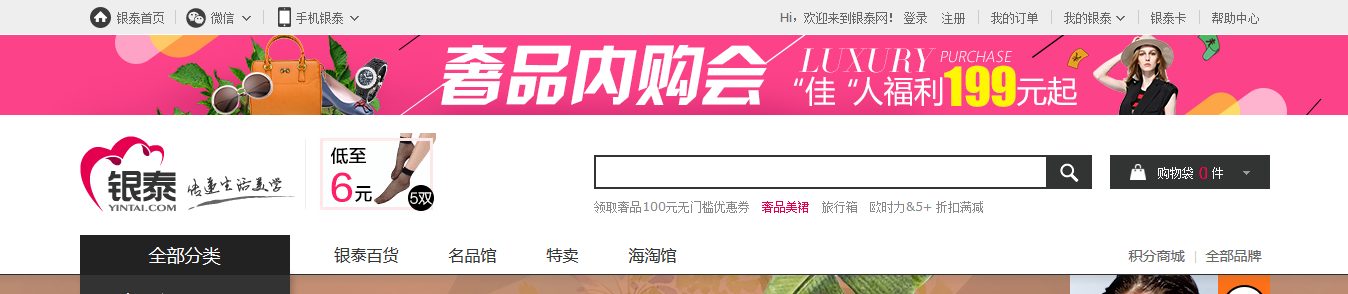 银泰首页 微信 手机银泰 Hi，欢迎来到银泰网! 登录 注册 我的订单 我的银泰 银泰卡 帮助中心
奢品内购会 LUXURY PURCHASE
“佳“人福利199元起
银泰 传递生活美学
YINTAI.COM
低至
6元 5双
购物袋 0 件
领取奢品100元无门槛优惠券 奢品美裙 旅行箱 欧时力&5+ 折扣满减
全部分类 银泰百货 名品馆 特卖 海淘馆 积分商城 全部品牌